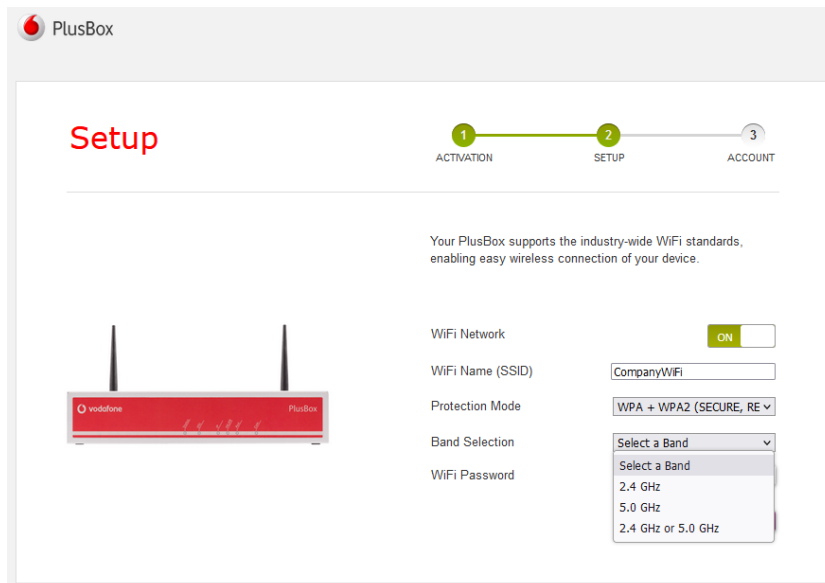 PlusBox
Setup
1
2
3
ACTIVATION
SETUP
ACCOUNT
Your PlusBox supports the industry-wide WiFi standards,
enabling easy wireless connection of your device.
WiFi Network
ON
WiFi Name (SSID)
CompanyWiFi
Protection Mode
WPA + WPA2 (SECURE, RE
Band Selection
Select a Band
Select a Band
2.4 GHz
5.0 GHz
2.4 GHz or 5.0 GHz
WiFi Password
vodafone
PlusBox